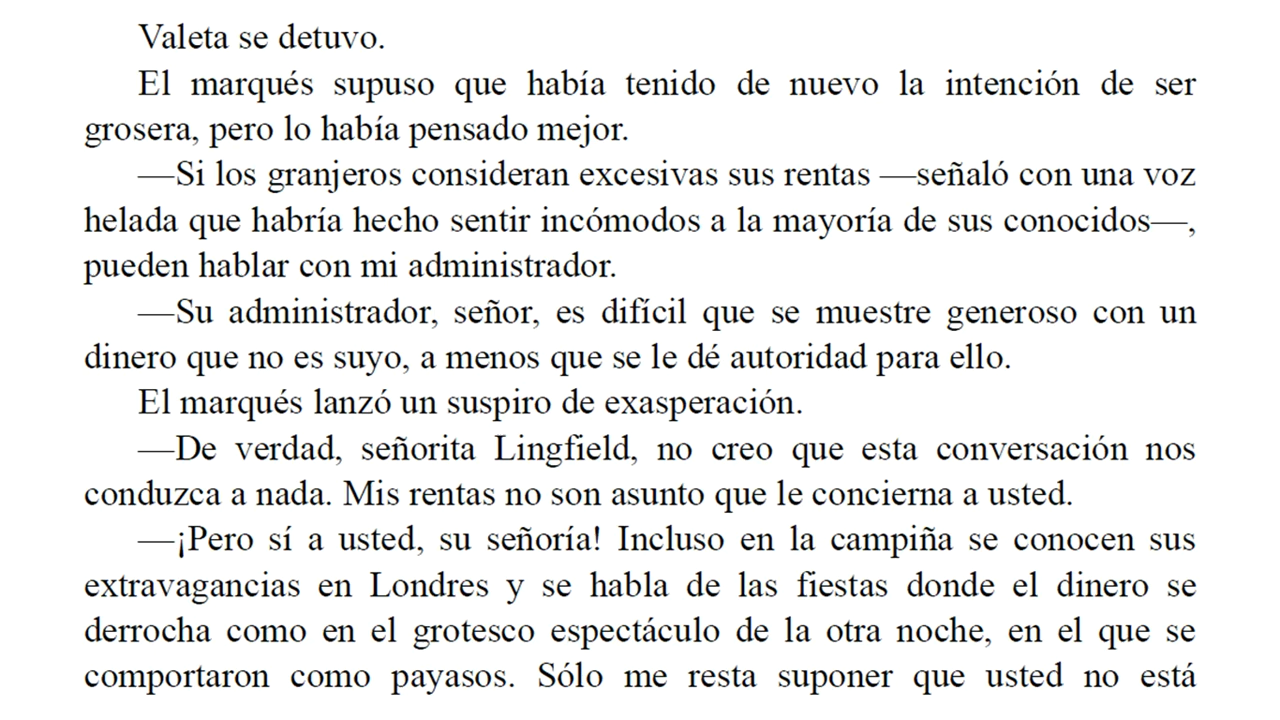 Valeta se detuvo.
El marqués supuso que había tenido de nuevo la intención de ser
grosera, pero lo había pensado mejor.
—Si los granjeros consideran excesivas sus rentas —señaló con una voz
helada que habría hecho sentir incómodos a la mayoría de sus conocidos—,
pueden hablar con mi administrador.
—Su administrador, señor, es difícil que se muestre generoso con un
dinero que no es suyo, a menos que se le dé autoridad para ello.
El marqués lanzó un suspiro de exasperación.
—De verdad, señorita Lingfield, no creo que esta conversación nos
conduzca a nada. Mis rentas no son asunto que le concierna a usted.
—¡Pero sí a usted, su señoría! Incluso en la campiña se conocen sus
extravagancias en Londres y se habla de las fiestas donde el dinero se
derrocha como en el grotesco espectáculo de la otra noche, en el que se
comportaron como payasos. Sólo me resta suponer que usted no está